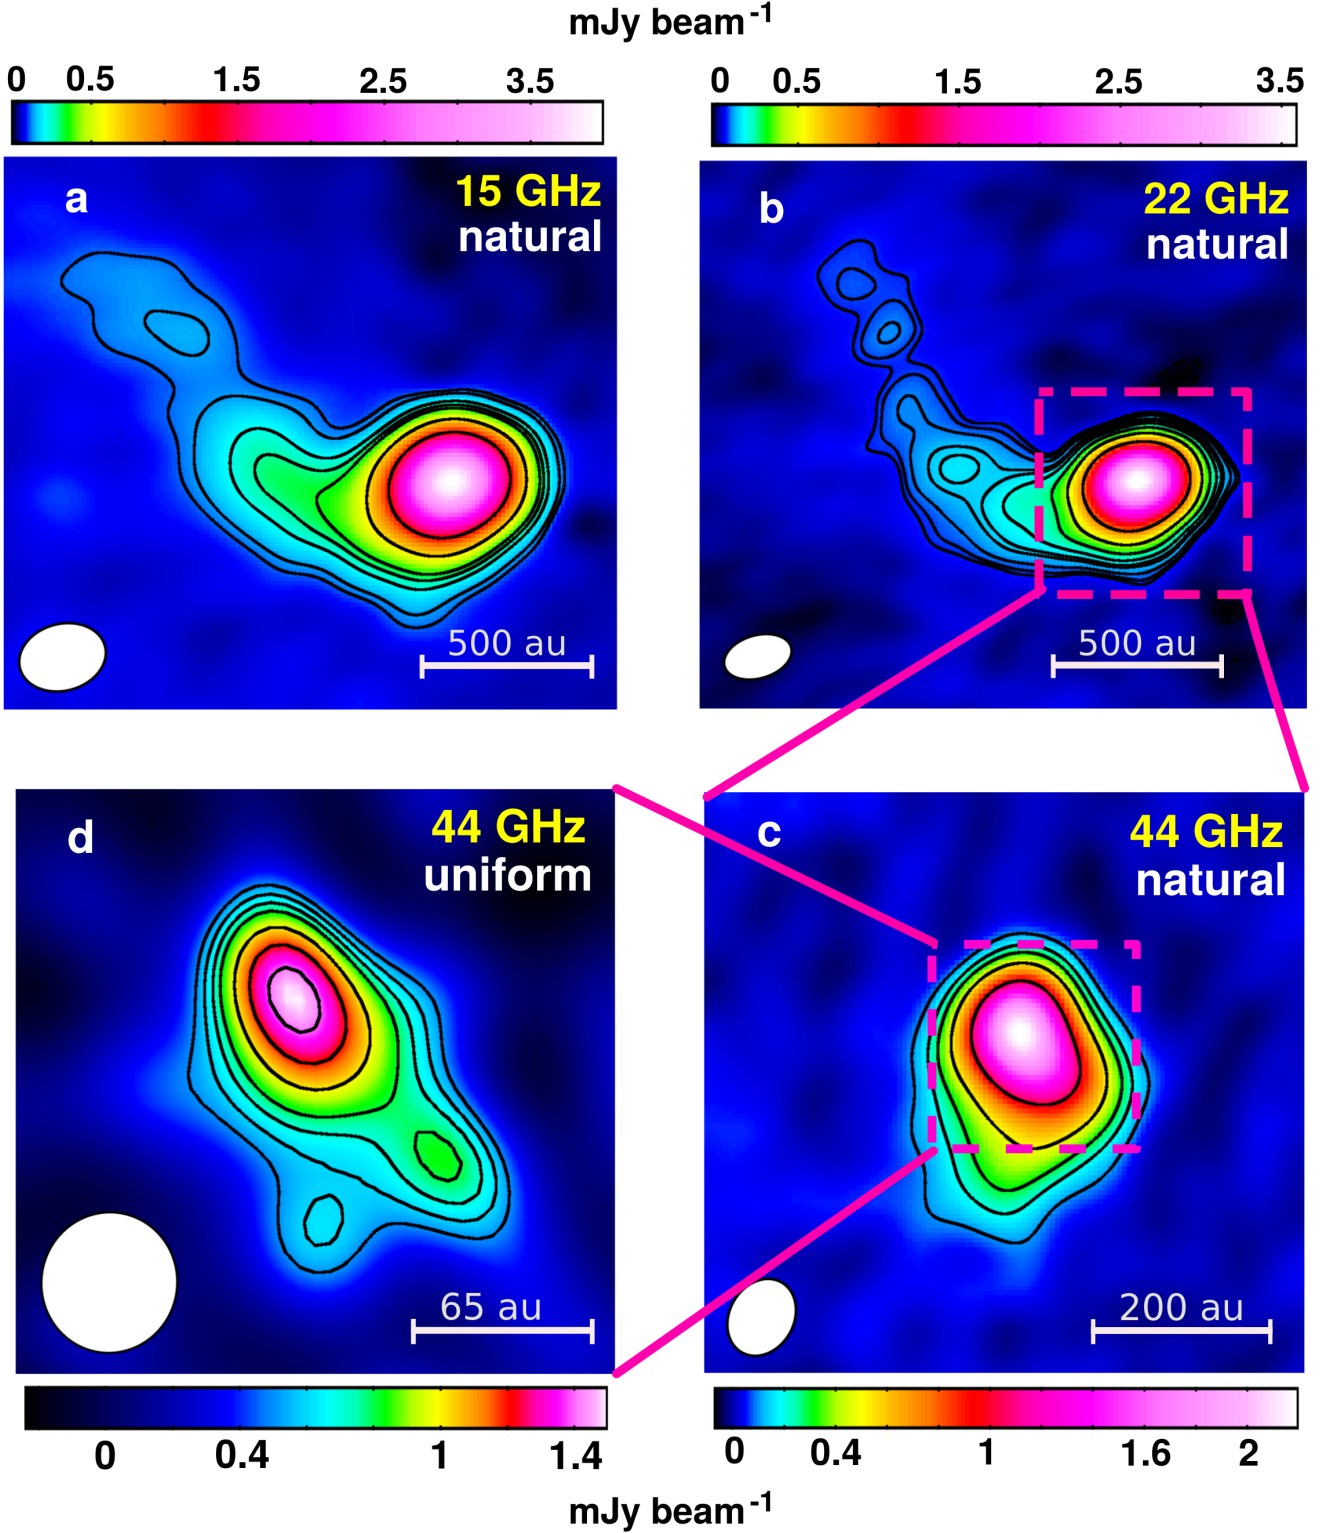 mJy beam-1
0 0.5 1.5 2.5 3.5
0 0.5 1.5 2.5 3.5
a
15 GHz
natural
500 au
b
22 GHz
natural
500 au
d
44 GHz
uniform
65 au
c
44 GHz
natural
200 au
0 0.4 1 1.4
0 0.4 1 1.6 2
mJy beam-1